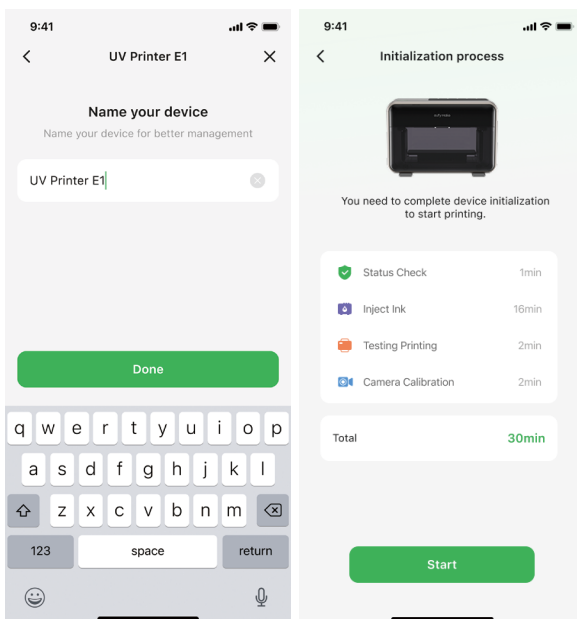 9:41
UV Printer E1
Name your device
Name your device for better management
UV Printer E1
Done
q w e r t y u i o p
a s d f g h j k l
z x c v b n m
123 space return
9:41
Initialization process
You need to complete device initialization
to start printing.
Status Check 1min
Inject Ink 16min
Testing Printing 2min
Camera Calibration 2min
Total 30min
Start